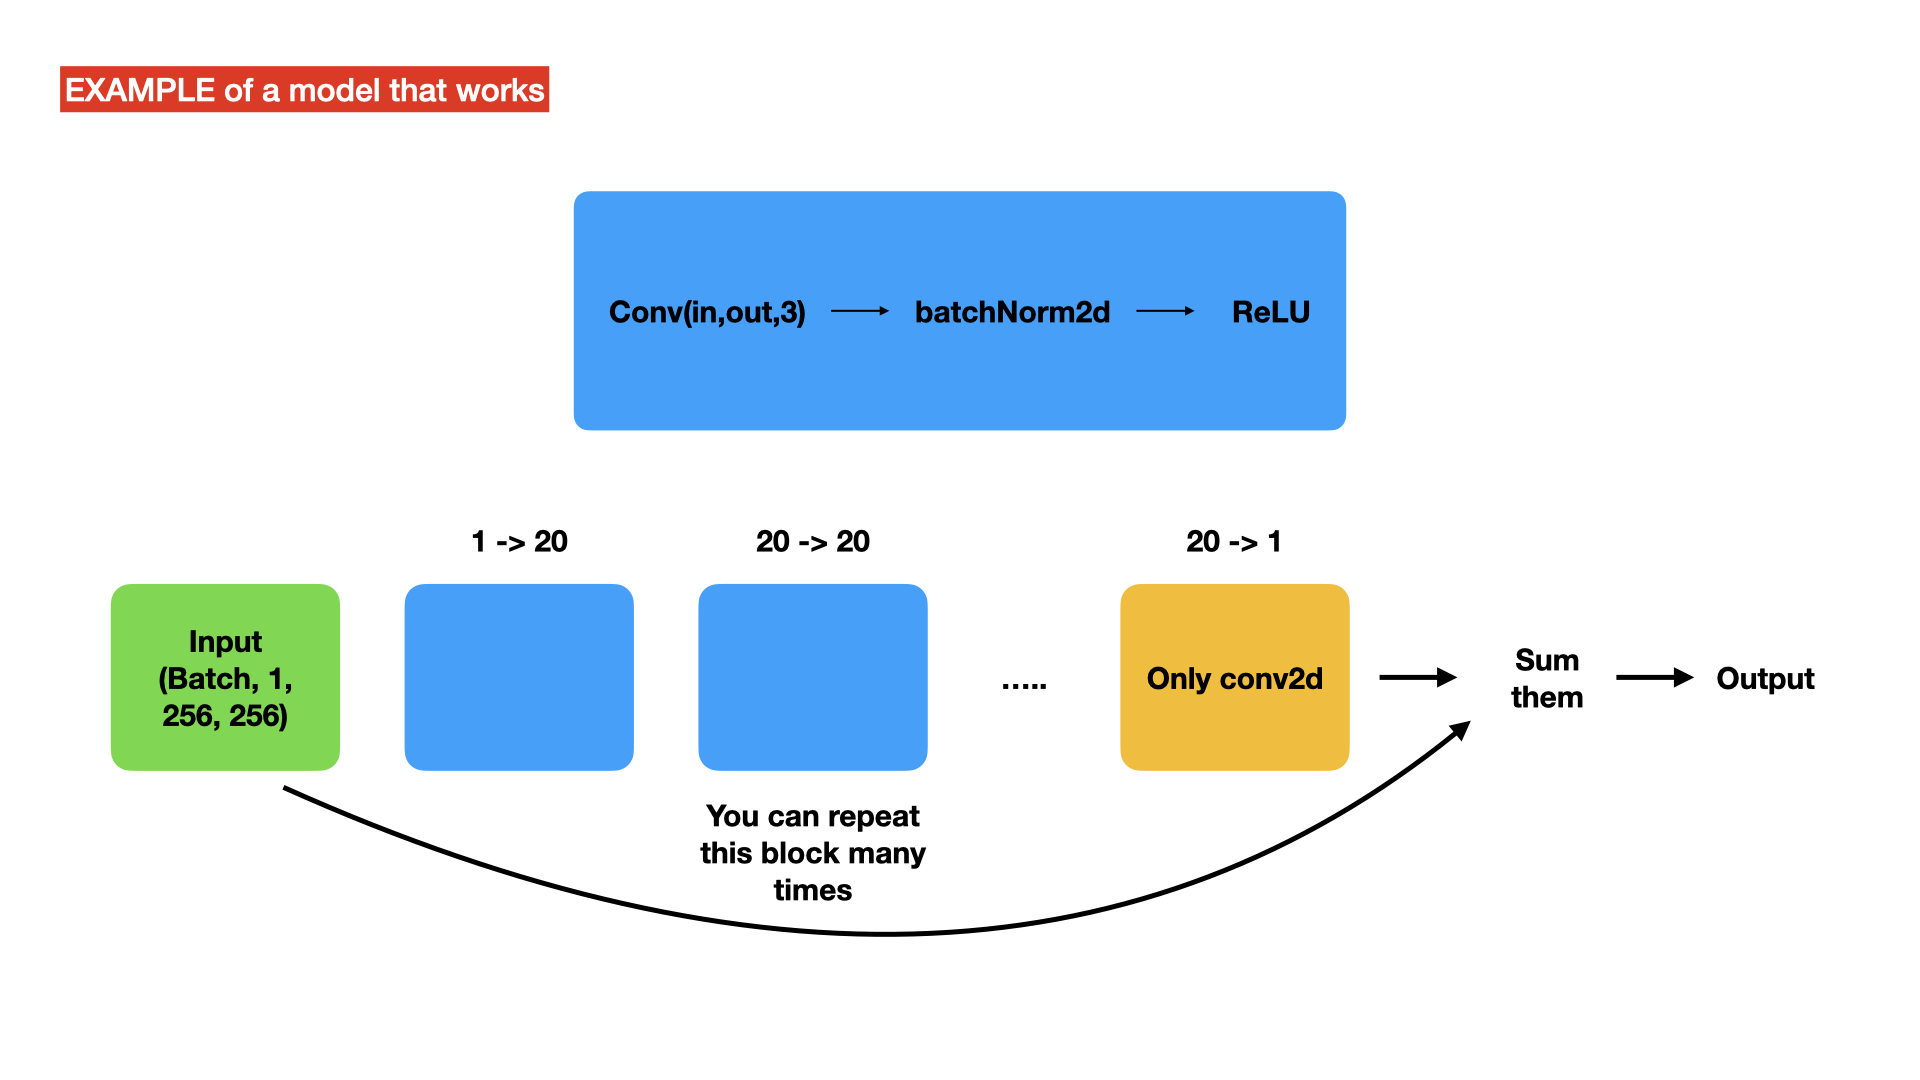 EXAMPLE of a model that works
Conv(in,out,3)
batchNorm2d
ReLU
1 -> 20
20 -> 20
20 -> 1
Input
(Batch, 1,
256, 256)
.....
Only conv2d
Sum
them
Output
You can repeat
this block many
times